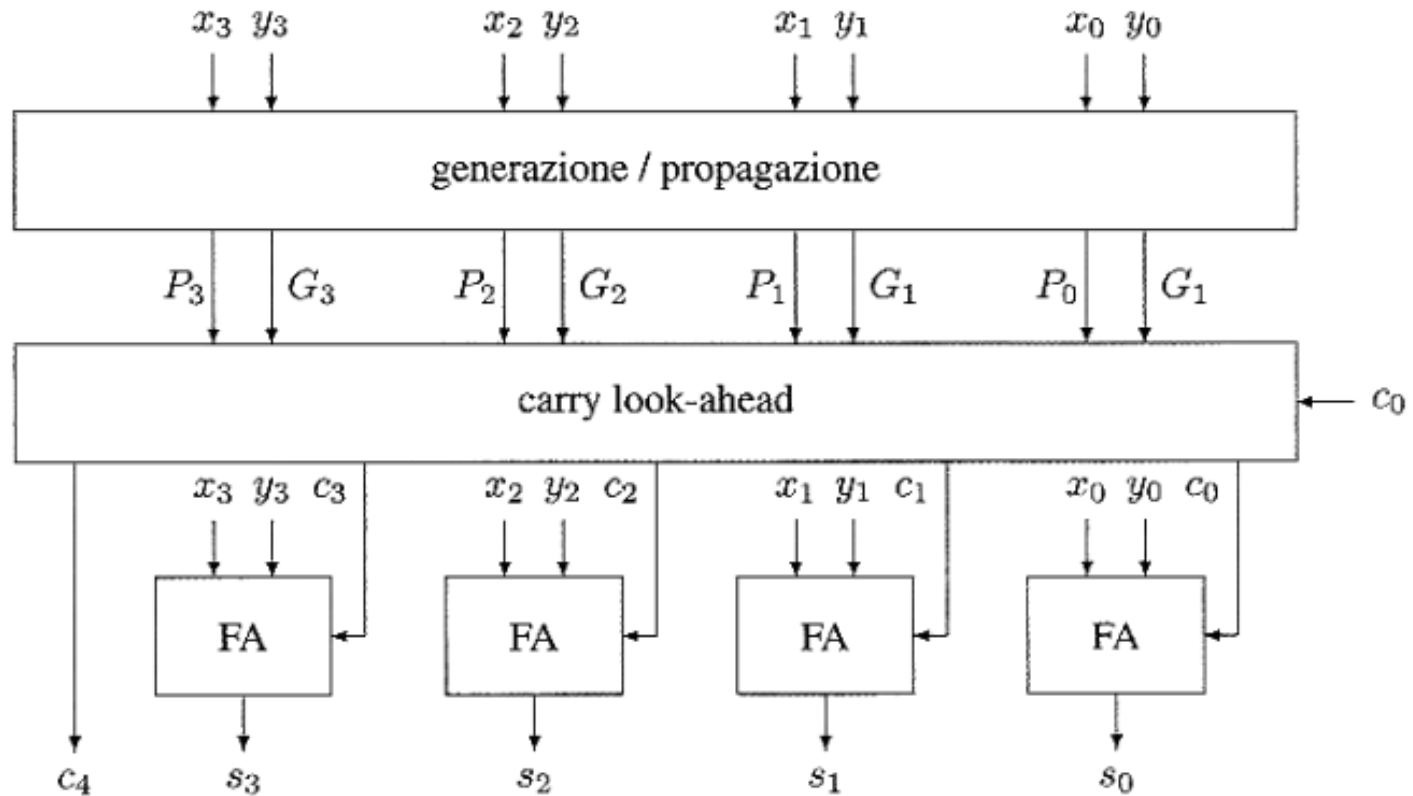 x₃ y₃ x₂ y₂ x₁ y₁ x₀ y₀
generazione / propagazione
P₃ G₃ P₂ G₂ P₁ G₁ P₀ G₁
carry look-ahead
c₀
x₃ y₃ c₃ x₂ y₂ c₂ x₁ y₁ c₁ x₀ y₀ c₀
FA FA FA FA
c₄ s₃ s₂ s₁ s₀